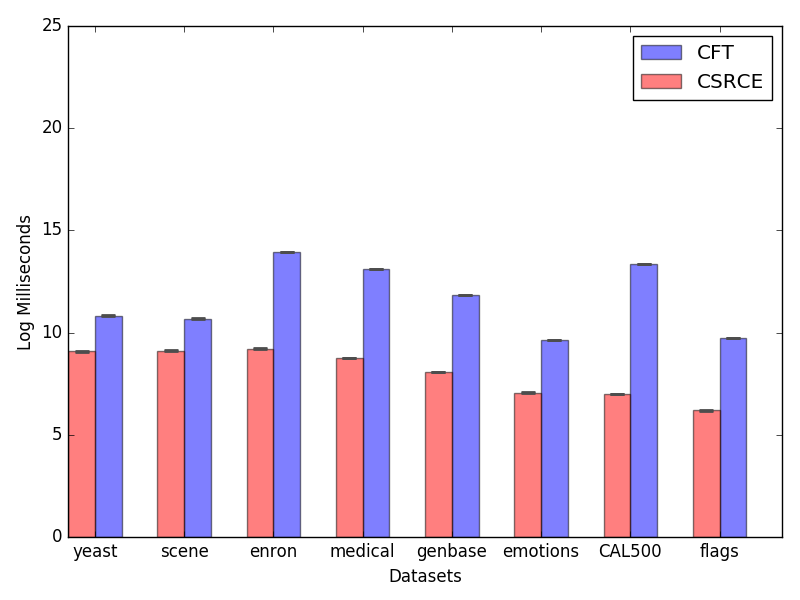 25
20
15
10
5
0
Log Milliseconds
CFT
CSRCE
yeast scene enron medical genbase emotions CAL500 flags
Datasets